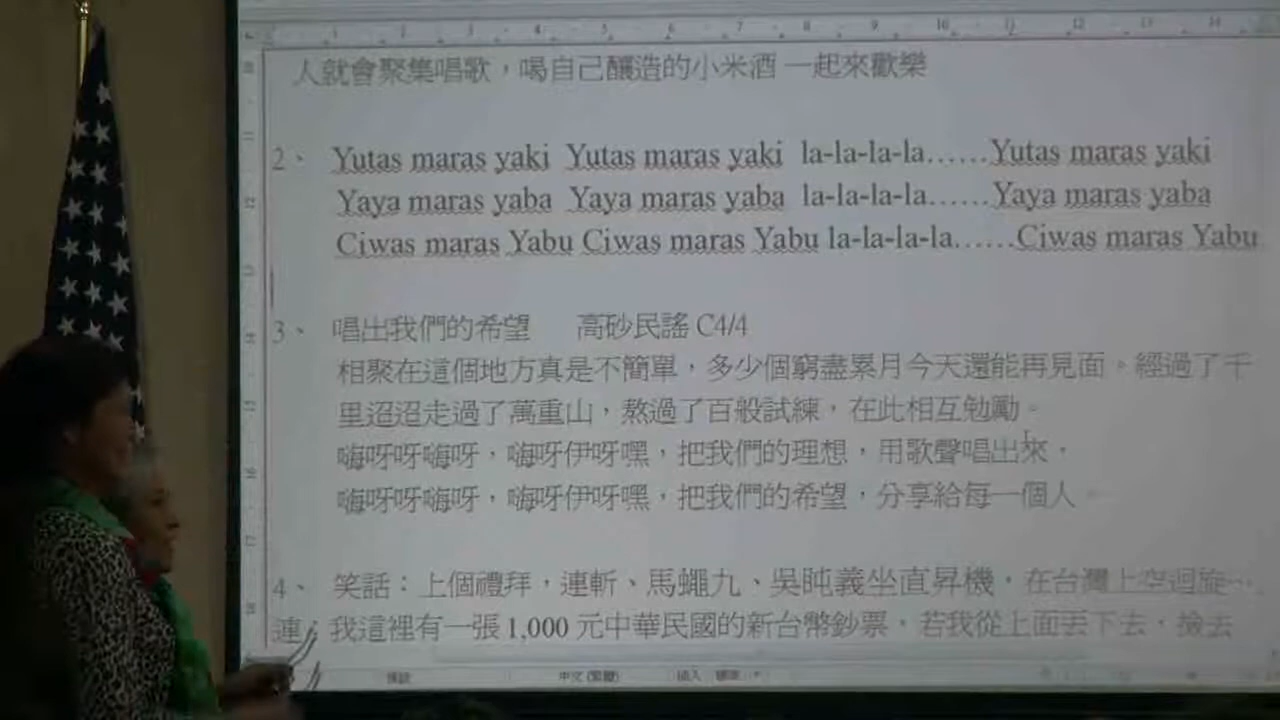 人就會聚集唱歌，喝自己釀造的小米酒 一起來歡樂
2、 Yutas maras yaki Yutas maras yaki la-la-la-la……Yutas maras yaki
Yaya maras yaba Yaya maras yaba la-la-la-la……Yaya maras yaba
Ciwas maras Yabu Ciwas maras Yabu la-la-la-la……Ciwas maras Yabu
3、 唱出我們的希望 高砂民謠 C4/4
相聚在這個地方真是不簡單，多少個窮盡累月今天還能再見面。經過了千
里迢迢走過了萬重山，熬過了百般試練，在此相互勉勵。
嗨呀呀嗨呀，嗨呀伊呀嘿，把我們的理想，用歌聲唱出來，
嗨呀呀嗨呀，嗨呀伊呀嘿，把我們的希望，分享給每一個人。
4、 笑話：上個禮拜，連斬、馬蠅九、吳盹義坐直昇機，在台灣上空迴旋…
連：我這裡有一張 1,000 元中華民國的新台幣鈔票，若我從上面丟下去，撿去
中文 (繁體) 插入 標準